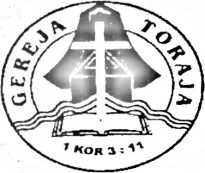 GEREJA TORAJA
1 KOR 3 : 11